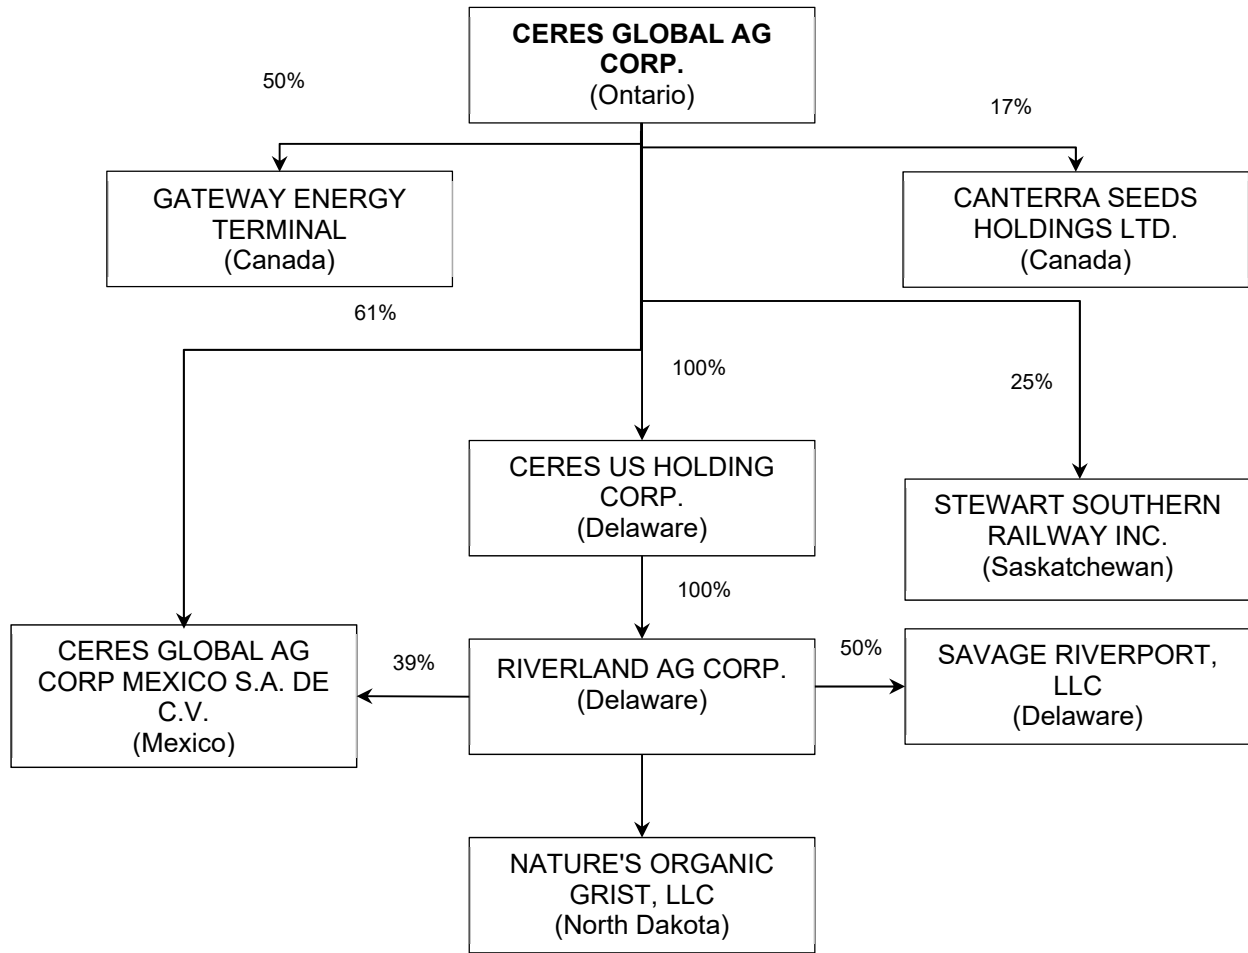 CERES GLOBAL AG
CORP.
(Ontario)
50%
17%
GATEWAY ENERGY
TERMINAL
(Canada)
CANTERRA SEEDS
HOLDINGS LTD.
(Canada)
61%
100%
25%
CERES US HOLDING
CORP.
(Delaware)
STEWART SOUTHERN
RAILWAY INC.
(Saskatchewan)
100%
CERES GLOBAL AG
CORP MEXICO S.A. DE
C.V.
(Mexico)
39%
RIVERLAND AG CORP.
(Delaware)
50%
SAVAGE RIVERPORT,
LLC
(Delaware)
NATURE'S ORGANIC
GRIST, LLC
(North Dakota)